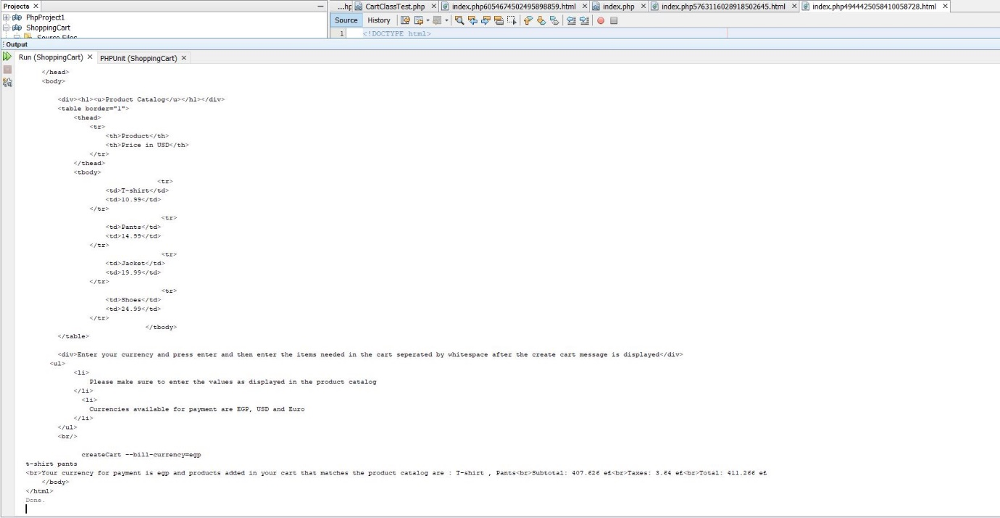 Projects ×
PhpProject1
ShoppingCart
Source Files
...hp CartClassTest.php × index.php6054674502495898859.html × index.php × index.php5763116028918502645.html × index.php4944425058410058728.html ×
Source History
1 <!DOCTYPE html>
Output
Run (ShoppingCart) × PHPUnit (ShoppingCart) ×
</head>
<body>
<div><h1><u>Product Catalog</u></h1></div>
<table border="1">
<thead>
<tr>
<th>Product</th>
<th>Price in USD</th>
</tr>
</thead>
<tbody>
<tr>
<td>T-shirt</td>
<td>10.99</td>
</tr>
<tr>
<td>Pants</td>
<td>14.99</td>
</tr>
<tr>
<td>Jacket</td>
<td>19.99</td>
</tr>
<tr>
<td>Shoes</td>
<td>24.99</td>
</tr>
</tbody>
</table>
<div>Enter your currency and press enter and then enter the items needed in the cart seperated by whitespace after the create cart message is displayed</div>
<ul>
<li>
Please make sure to enter the values as displayed in the product catalog
</li>
<li>
Currencies available for payment are EGP, USD and Euro
</li>
</ul>
<br/>
createCart --bill-currency=egp
t-shirt pants
<br>Your currency for payment is egp and products added in your cart that matches the product catalog are : T-shirt , Pants<br>Subtotal: 407.626 e£<br>Taxes: 3.64 e£<br>Total: 411.266 e£
</body>
</html>
Done.